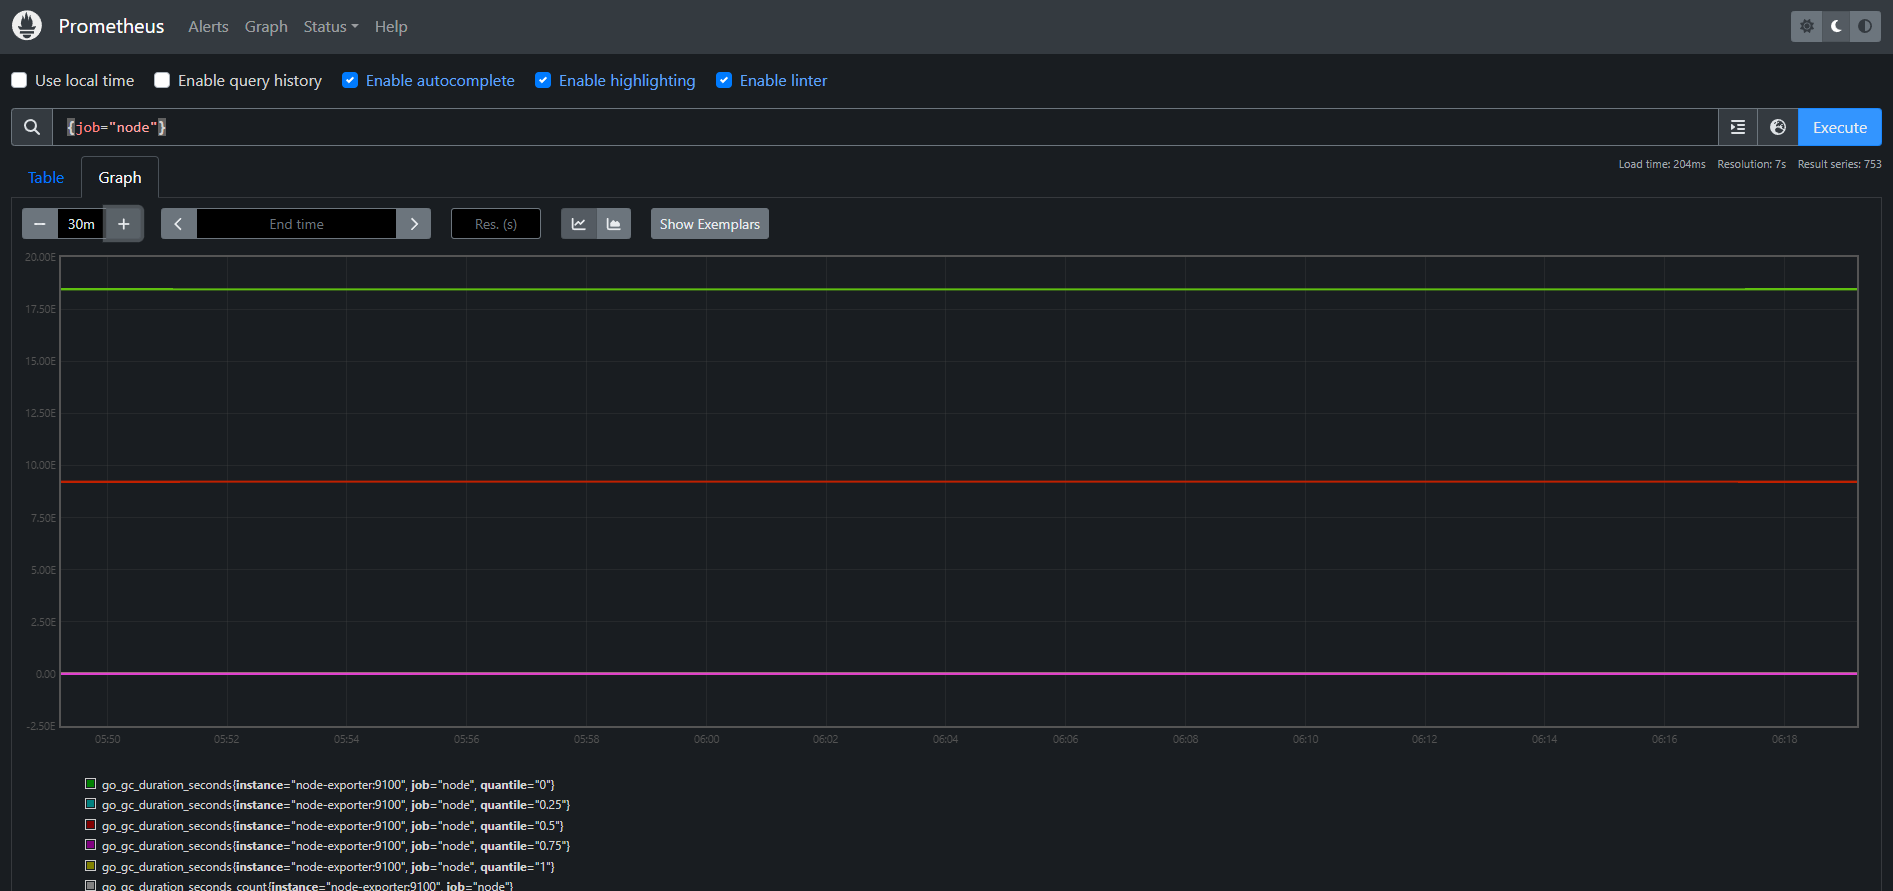 Prometheus Alerts Graph Status Help
Use local time Enable query history Enable autocomplete Enable highlighting Enable linter
{job="node"} Execute
Load time: 204ms Resolution: 7s Result series: 753
Table Graph
30m End time Res. (s) Show Exemplars
20.00E
17.50E
15.00E
12.50E
10.00E
7.50E
5.00E
2.50E
0.00
-2.50E
05:50 05:52 05:54 05:56 05:58 06:00 06:02 06:04 06:06 06:08 06:10 06:12 06:14 06:16 06:18
go_gc_duration_seconds{instance="node-exporter:9100", job="node", quantile="0"}
go_gc_duration_seconds{instance="node-exporter:9100", job="node", quantile="0.25"}
go_gc_duration_seconds{instance="node-exporter:9100", job="node", quantile="0.5"}
go_gc_duration_seconds{instance="node-exporter:9100", job="node", quantile="0.75"}
go_gc_duration_seconds{instance="node-exporter:9100", job="node", quantile="1"}
go_gc_duration_seconds_count{instance="node-exporter:9100", job="node"}